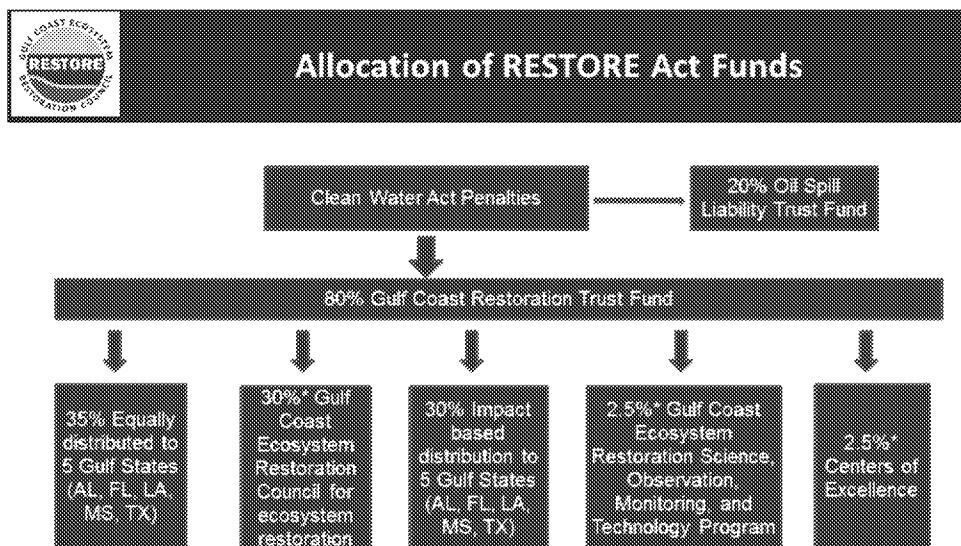 GULF COAST ECOSYSTEM
RESTORE
RESTORATION COUNCIL
Allocation of RESTORE Act Funds
Clean Water Act Penalties
20% Oil Spill
Liability Trust Fund
80% Gulf Coast Restoration Trust Fund
35% Equally
distributed to
5 Gulf States
(AL, FL, LA,
MS, TX)
30%* Gulf
Coast
Ecosystem
Restoration
Council for
ecosystem
restoration
30% Impact
based
distribution to
5 Gulf States
(AL, FL, LA,
MS, TX)
2.5%* Gulf Coast
Ecosystem
Restoration Science,
Observation,
Monitoring, and
Technology Program
2.5%*
Centers of
Excellence